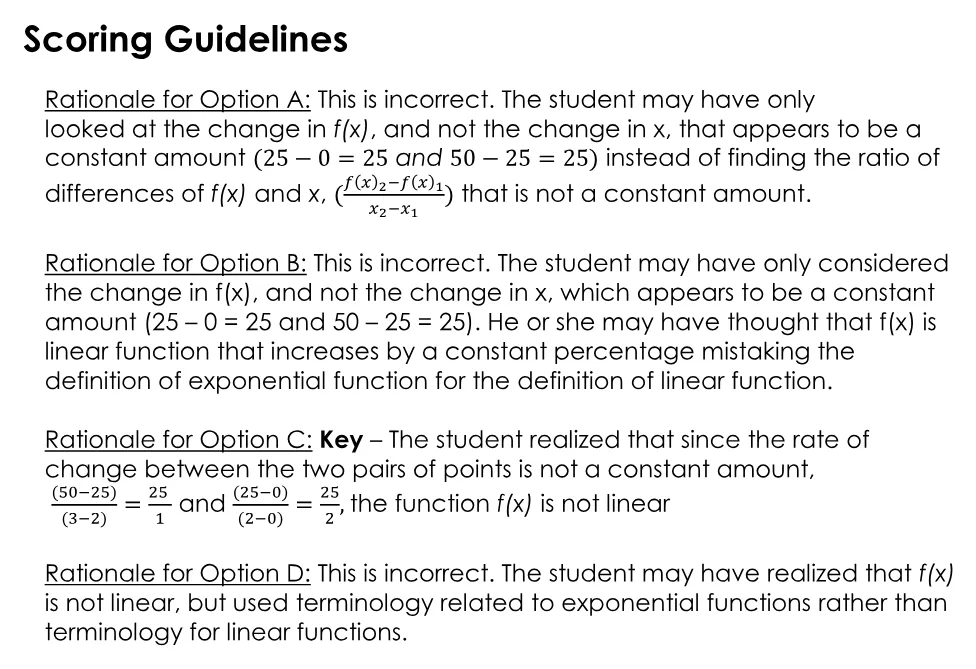 Scoring Guidelines
Rationale for Option A: This is incorrect. The student may have only
looked at the change in f(x), and not the change in x, that appears to be a
constant amount (25 − 0 = 25 and 50 − 25 = 25) instead of finding the ratio of
differences of f(x) and x, (\frac{f(x)₂−f(x)₁}{x₂−x₁}) that is not a constant amount.
Rationale for Option B: This is incorrect. The student may have only considered
the change in f(x), and not the change in x, which appears to be a constant
amount (25 – 0 = 25 and 50 – 25 = 25). He or she may have thought that f(x) is
linear function that increases by a constant percentage mistaking the
definition of exponential function for the definition of linear function.
Rationale for Option C: Key – The student realized that since the rate of
change between the two pairs of points is not a constant amount,
\frac{(50−25)}{(3−2)} = \frac{25}{1} and \frac{(25−0)}{(2−0)} = \frac{25}{2}, the function f(x) is not linear
Rationale for Option D: This is incorrect. The student may have realized that f(x)
is not linear, but used terminology related to exponential functions rather than
terminology for linear functions.